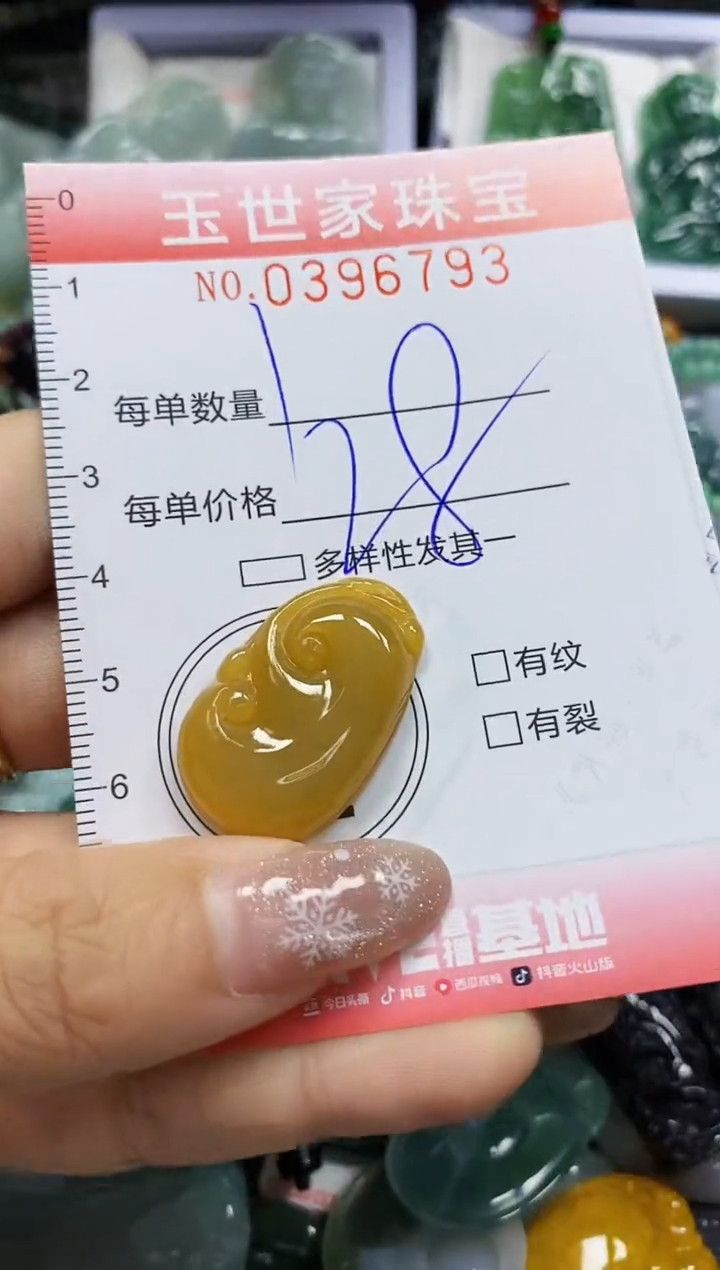 玉世家珠宝
NO.0396793
0
1
2
3
4
5
6
每单数量
每单价格
多样性发其一
有纹
有裂
播基地
今日头条 抖音 西瓜视频 抖音火山版